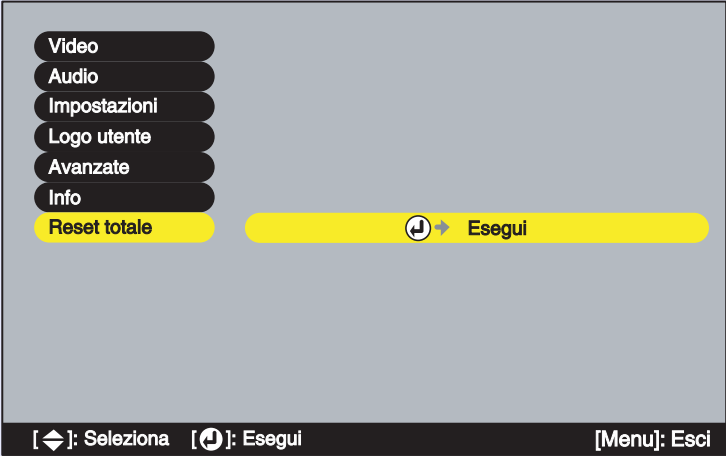 Video
Audio
Impostazioni
Logo utente
Avanzate
Info
Reset totale Esegui
[ ]: Seleziona [ ]: Esegui [Menu]: Esci